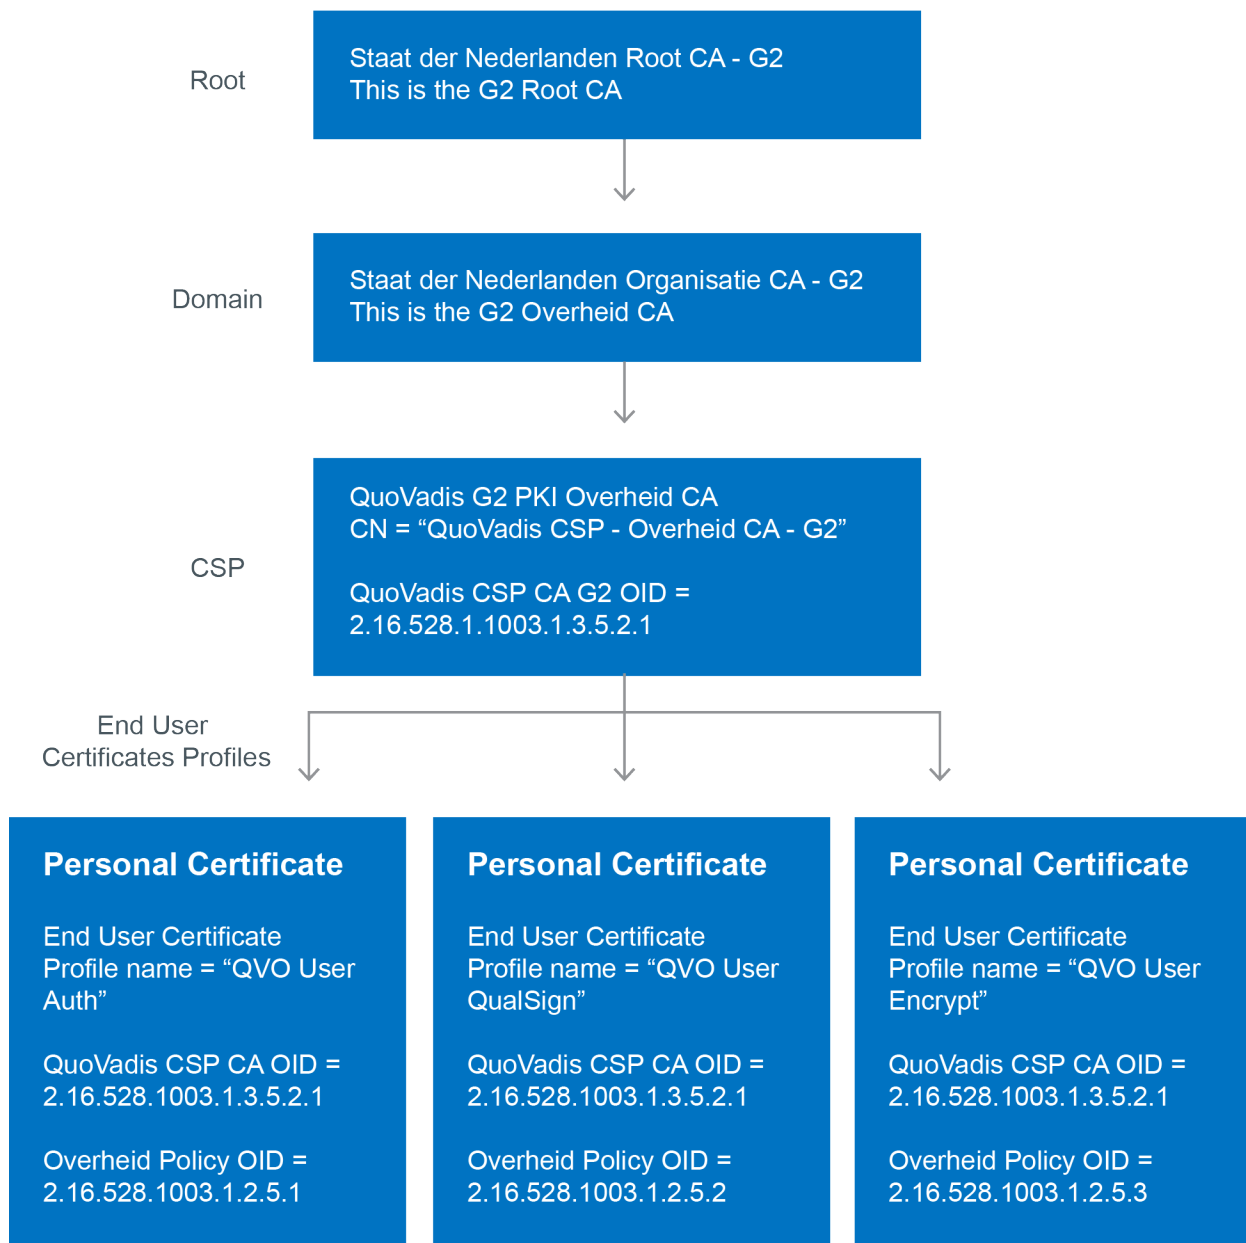 Root
Staat der Nederlanden Root CA - G2
This is the G2 Root CA
Domain
Staat der Nederlanden Organisatie CA - G2
This is the G2 Overheid CA
CSP
QuoVadis G2 PKI Overheid CA
CN = “QuoVadis CSP - Overheid CA - G2”
QuoVadis CSP CA G2 OID =
2.16.528.1.1003.1.3.5.2.1
End User
Certificates Profiles
Personal Certificate
End User Certificate
Profile name = “QVO User
Auth”
QuoVadis CSP CA OID =
2.16.528.1003.1.3.5.2.1
Overheid Policy OID =
2.16.528.1003.1.2.5.1
Personal Certificate
End User Certificate
Profile name = “QVO User
QualSign”
QuoVadis CSP CA OID =
2.16.528.1003.1.3.5.2.1
Overheid Policy OID =
2.16.528.1003.1.2.5.2
Personal Certificate
End User Certificate
Profile name = “QVO User
Encrypt”
QuoVadis CSP CA OID =
2.16.528.1003.1.3.5.2.1
Overheid Policy OID =
2.16.528.1003.1.2.5.3